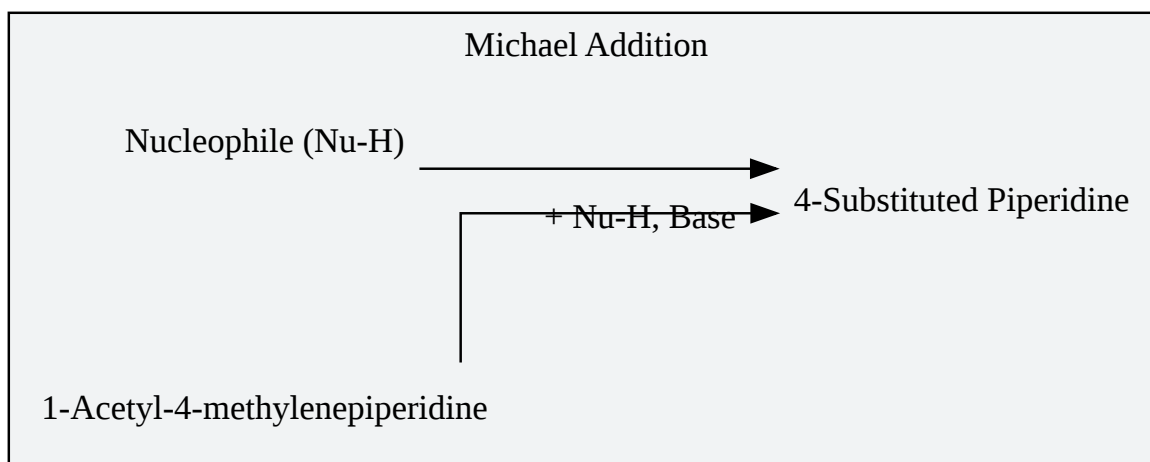 Michael Addition
Nucleophile (Nu-H)
4-Substituted Piperidine
+ Nu-H, Base
1-Acetyl-4-methylenepiperidine